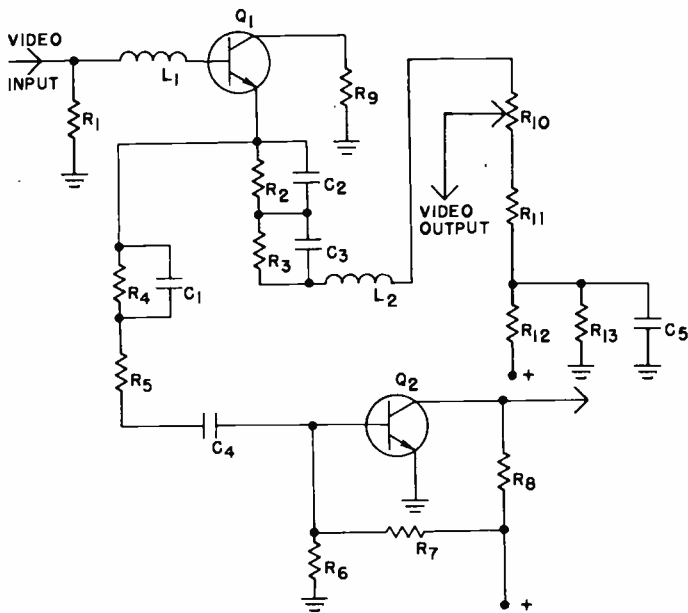 Q1
VIDEO
INPUT
L1
R1
R9
R10
R2
C2
VIDEO
OUTPUT
R11
R3
C3
L2
R4
C1
R12
R13
C5
+
R5
Q2
C4
R8
R7
R6
+